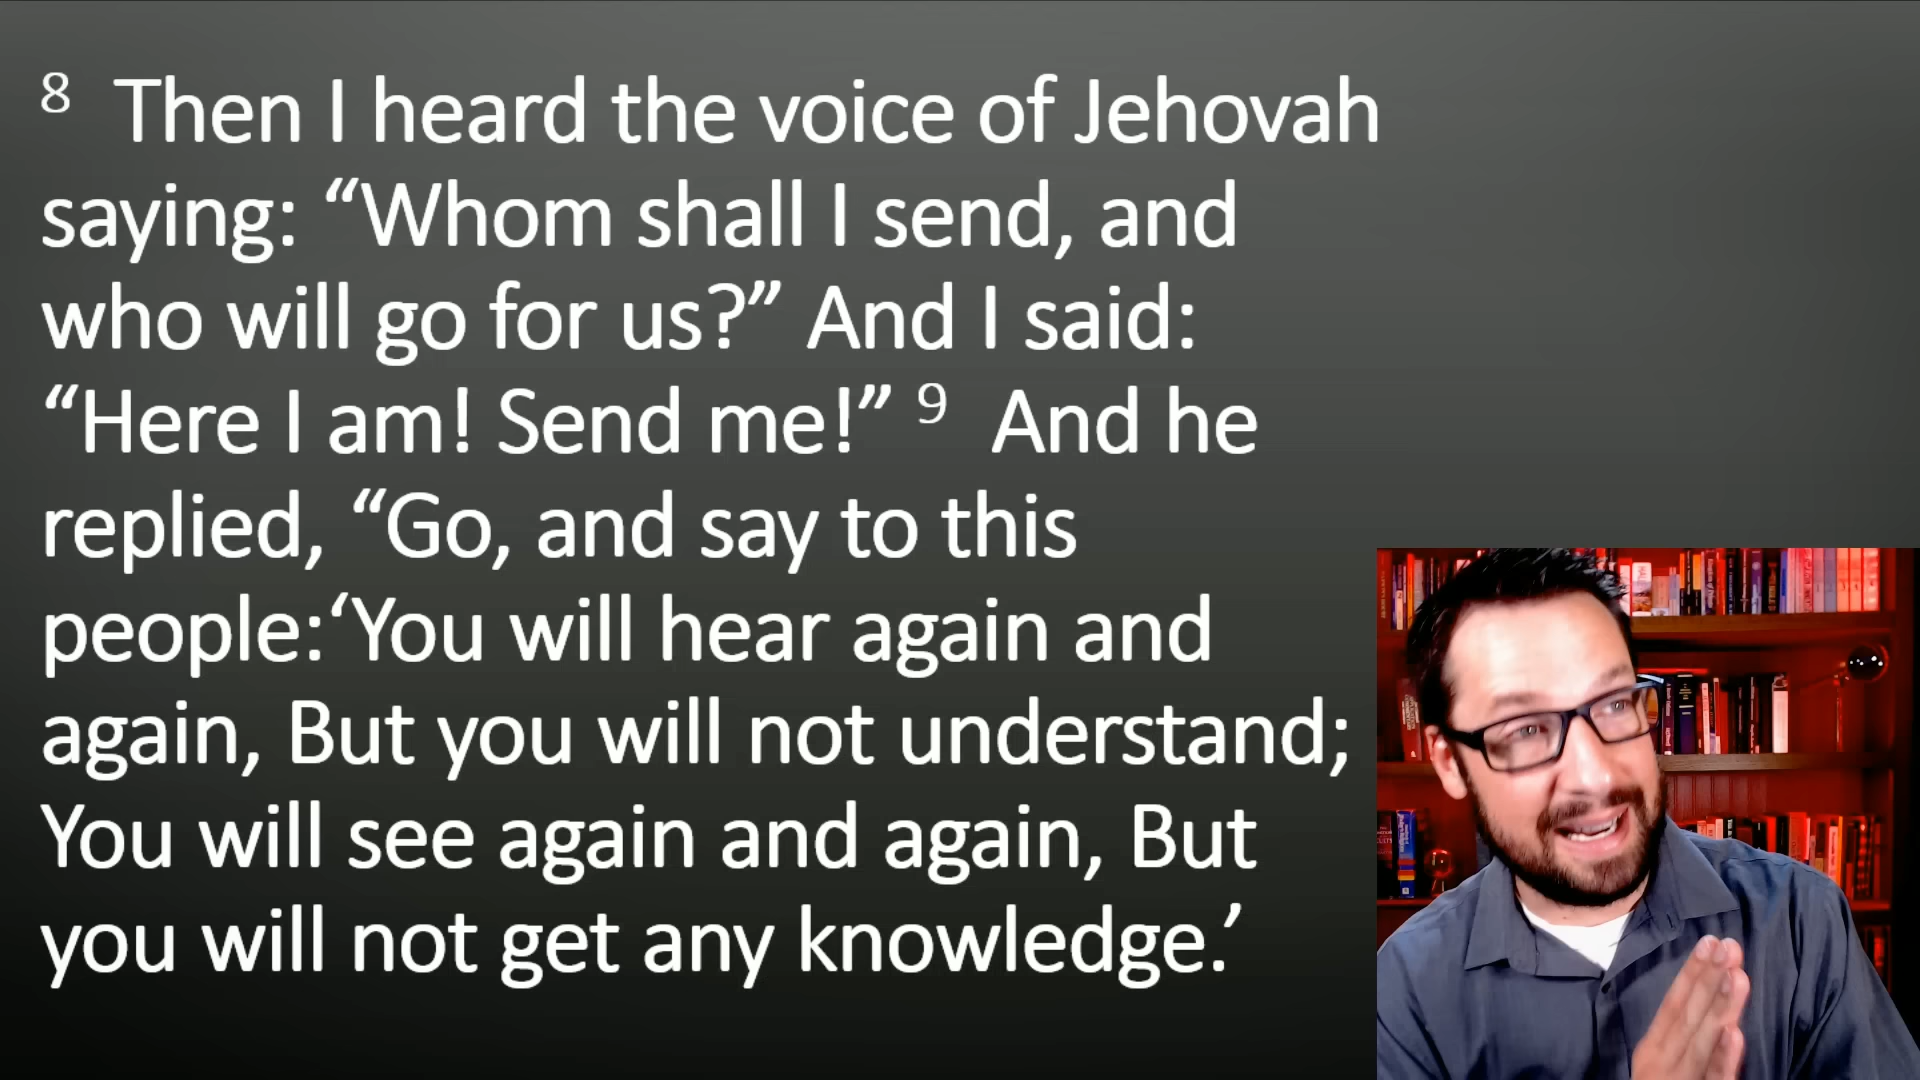 8 Then I heard the voice of Jehovah
saying: “Whom shall I send, and
who will go for us?” And I said:
“Here I am! Send me!” 9 And he
replied, “Go, and say to this
people:‘You will hear again and
again, But you will not understand;
You will see again and again, But
you will not get any knowledge.’